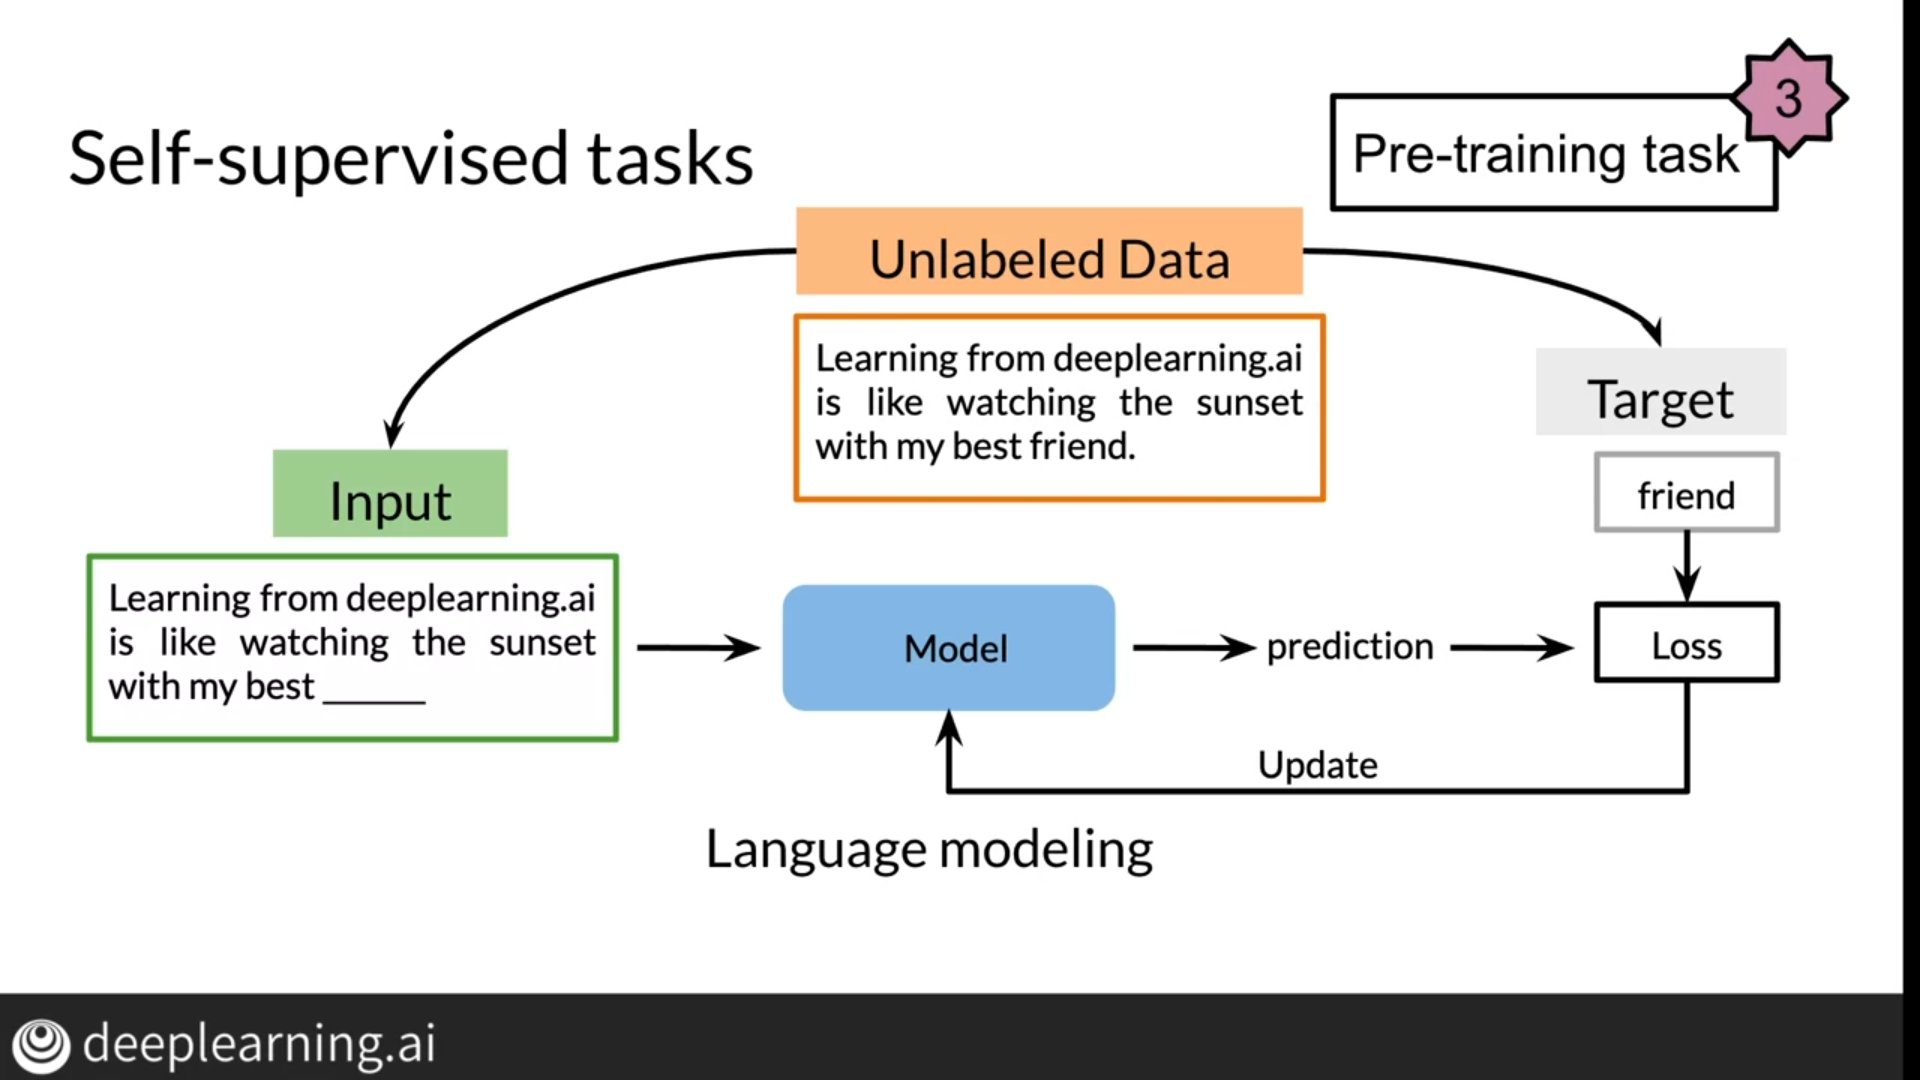 Self-supervised tasks
Pre-training task
3
Unlabeled Data
Learning from deeplearning.ai
is like watching the sunset
with my best friend.
Target
friend
Input
Learning from deeplearning.ai
is like watching the sunset
with my best ______
Model
prediction
Loss
Update
Language modeling
deeplearning.ai